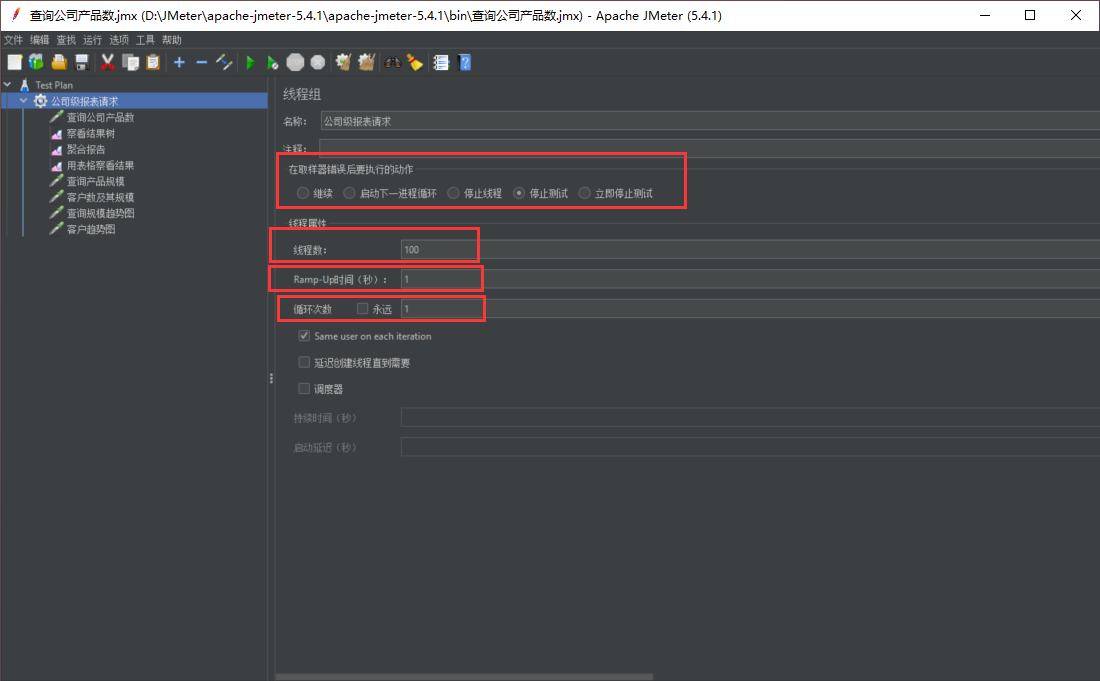 查询公司产品数.jmx (D:\JMeter\apache-jmeter-5.4.1\apache-jmeter-5.4.1\bin\查询公司产品数.jmx) - Apache JMeter (5.4.1)
文件 编辑 查找 运行 选项 工具 帮助
Test Plan
公司级报表请求
查询公司产品数
察看结果树
聚合报告
用表格察看结果
查询产品规模
客户数及其规模
查询规模趋势图
客户趋势图
线程组
名称： 公司级报表请求
注释：
在取样器错误后要执行的动作
继续 启动下一进程循环 停止线程 停止测试 立即停止测试
线程属性
线程数： 100
Ramp-Up时间（秒）： 1
循环次数 永远 1
Same user on each iteration
延迟创建线程直到需要
调度器
持续时间（秒）
启动延迟（秒）